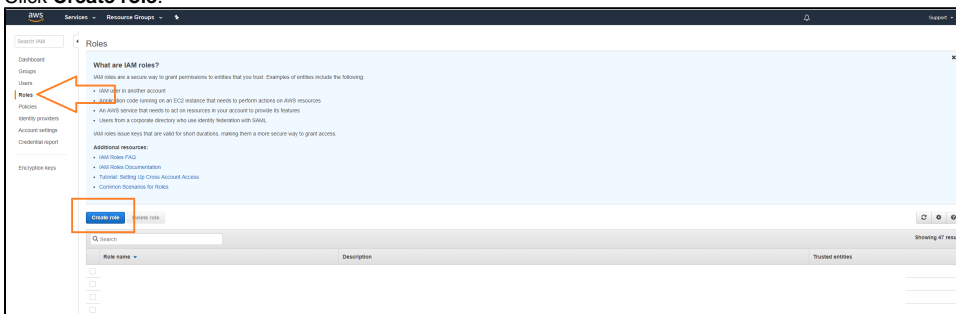 Click Create role.
aws Services Resource Groups Support
Search IAM
Dashboard
Groups
Users
Roles
Policies
Identity providers
Account settings
Credential report
Encryption keys
Roles
What are IAM roles?
IAM roles are a secure way to grant permissions to entities that you trust. Examples of entities include the following:
• IAM user in another account
• Application code running on an EC2 instance that needs to perform actions on AWS resources
• An AWS service that needs to act on resources in your account to provide its features
• Users from a corporate directory who use identity federation with SAML
IAM roles issue keys that are valid for short durations, making them a more secure way to grant access.
Additional resources:
• IAM Roles FAQ
• IAM Roles Documentation
• Tutorial: Setting Up Cross Account Access
• Common Scenarios for Roles
Create role Delete role
Search Showing 47 resu
Role name Description Trusted entities